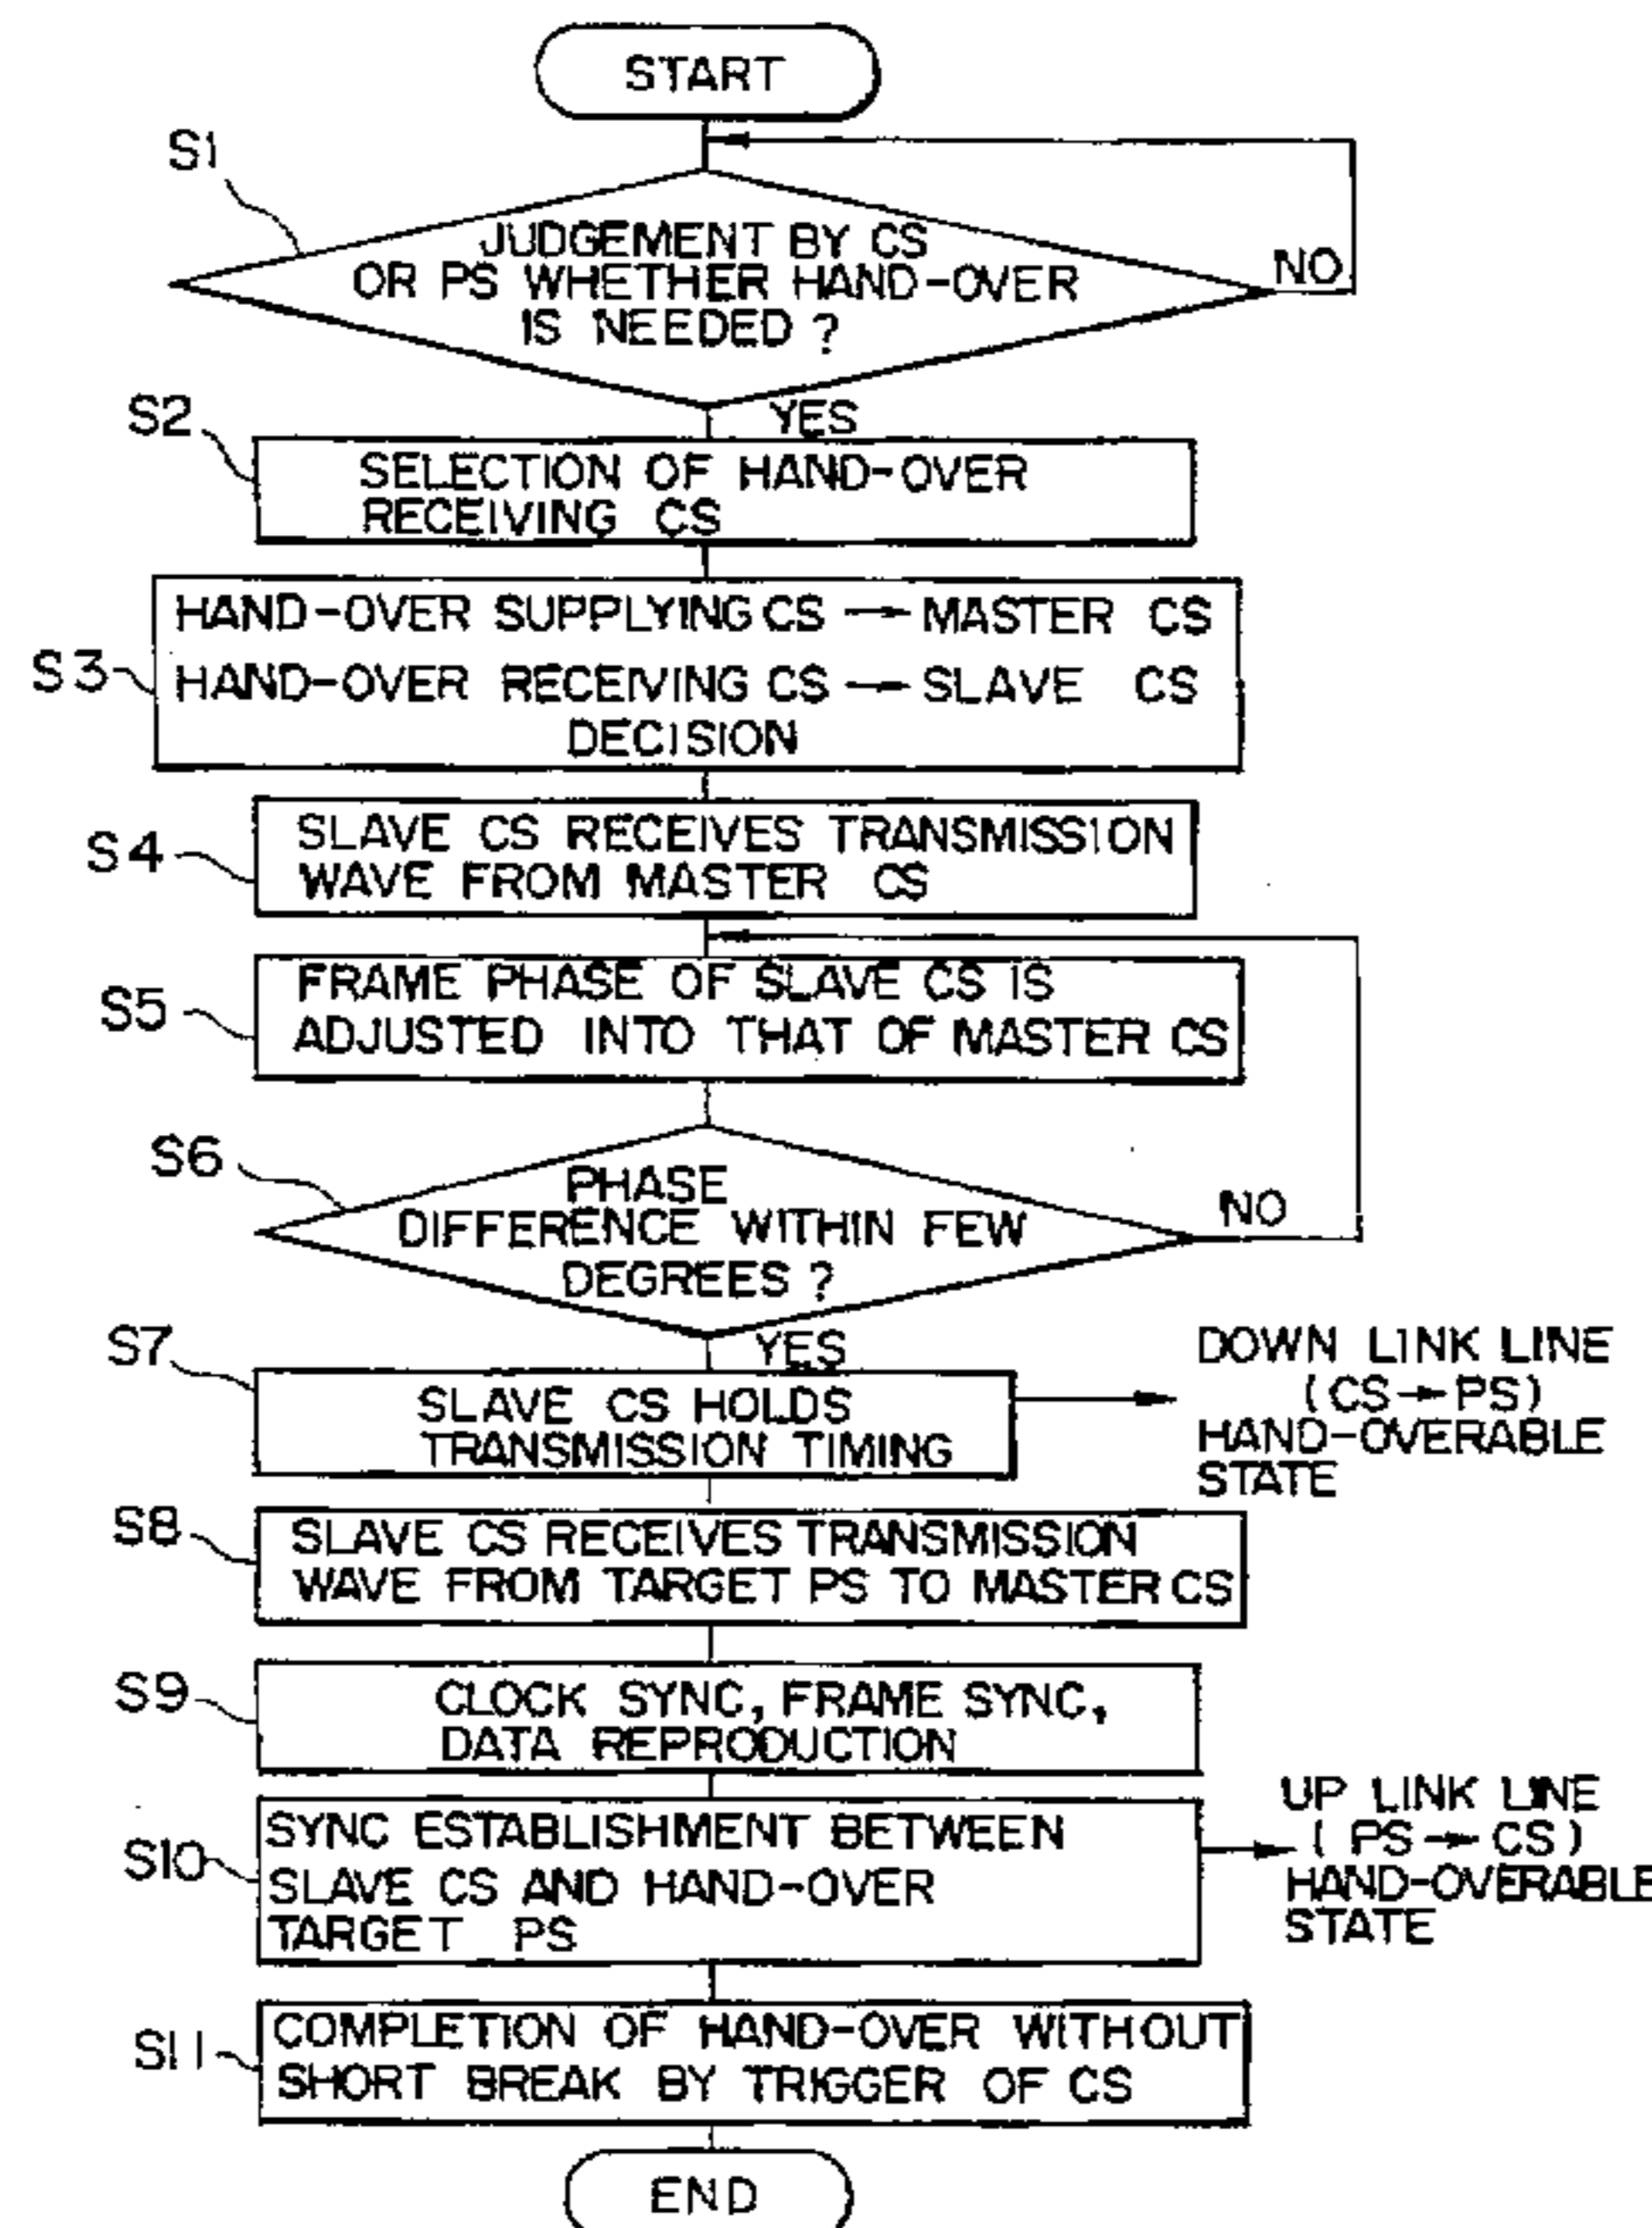 START
S1
JUDGEMENT BY CS
OR PS WHETHER HAND-OVER
IS NEEDED ?
NO
YES
S2
SELECTION OF HAND-OVER
RECEIVING CS
S3
HAND-OVER SUPPLYING CS → MASTER CS
HAND-OVER RECEIVING CS → SLAVE CS
DECISION
S4
SLAVE CS RECEIVES TRANSMISSION
WAVE FROM MASTER CS
S5
FRAME PHASE OF SLAVE CS IS
ADJUSTED INTO THAT OF MASTER CS
S6
PHASE
DIFFERENCE WITHIN FEW
DEGREES ?
NO
YES
S7
SLAVE CS HOLDS
TRANSMISSION TIMING
DOWN LINK LINE
(CS → PS)
HAND-OVERABLE
STATE
S8
SLAVE CS RECEIVES TRANSMISSION
WAVE FROM TARGET PS TO MASTER CS
S9
CLOCK SYNC, FRAME SYNC,
DATA REPRODUCTION
S10
SYNC ESTABLISHMENT BETWEEN
SLAVE CS AND HAND-OVER
TARGET PS
UP LINK LINE
( PS → CS )
HAND-OVERABLE
STATE
S11
COMPLETION OF HAND-OVER WITHOUT
SHORT BREAK BY TRIGGER OF CS
END